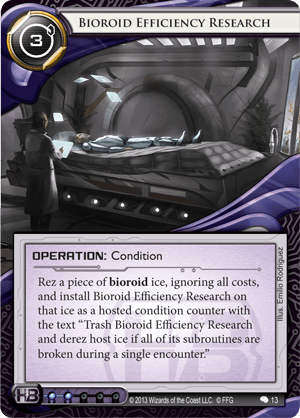 Bioroid Efficiency Research
3
OPERATION: Condition
Rez a piece of bioroid ice, ignoring all costs,
and install Bioroid Efficiency Research on
that ice as a hosted condition counter with
the text “Trash Bioroid Efficiency Research
and derez host ice if all of its subroutines are
broken during a single encounter.”
Illus. Emilio Rodriguez
HB
© 2013 Wizards of the Coast LLC. © FFG
13